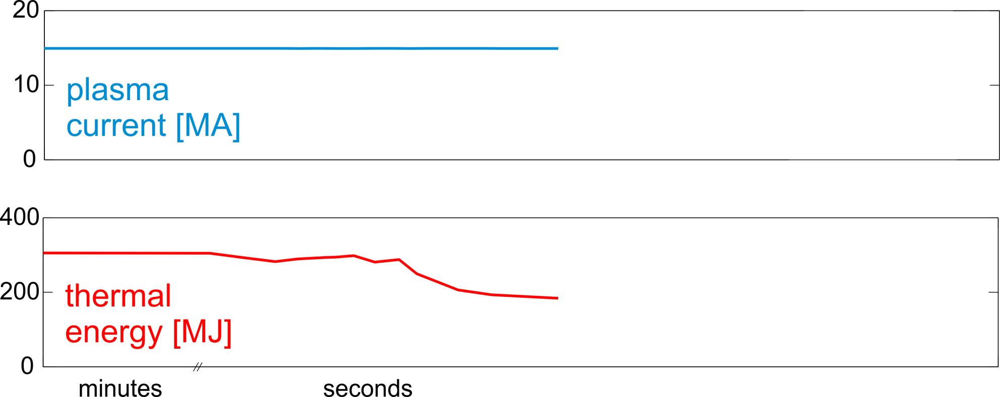 20
10
plasma
current [MA]
0
400
200
thermal
energy [MJ]
0
minutes
seconds